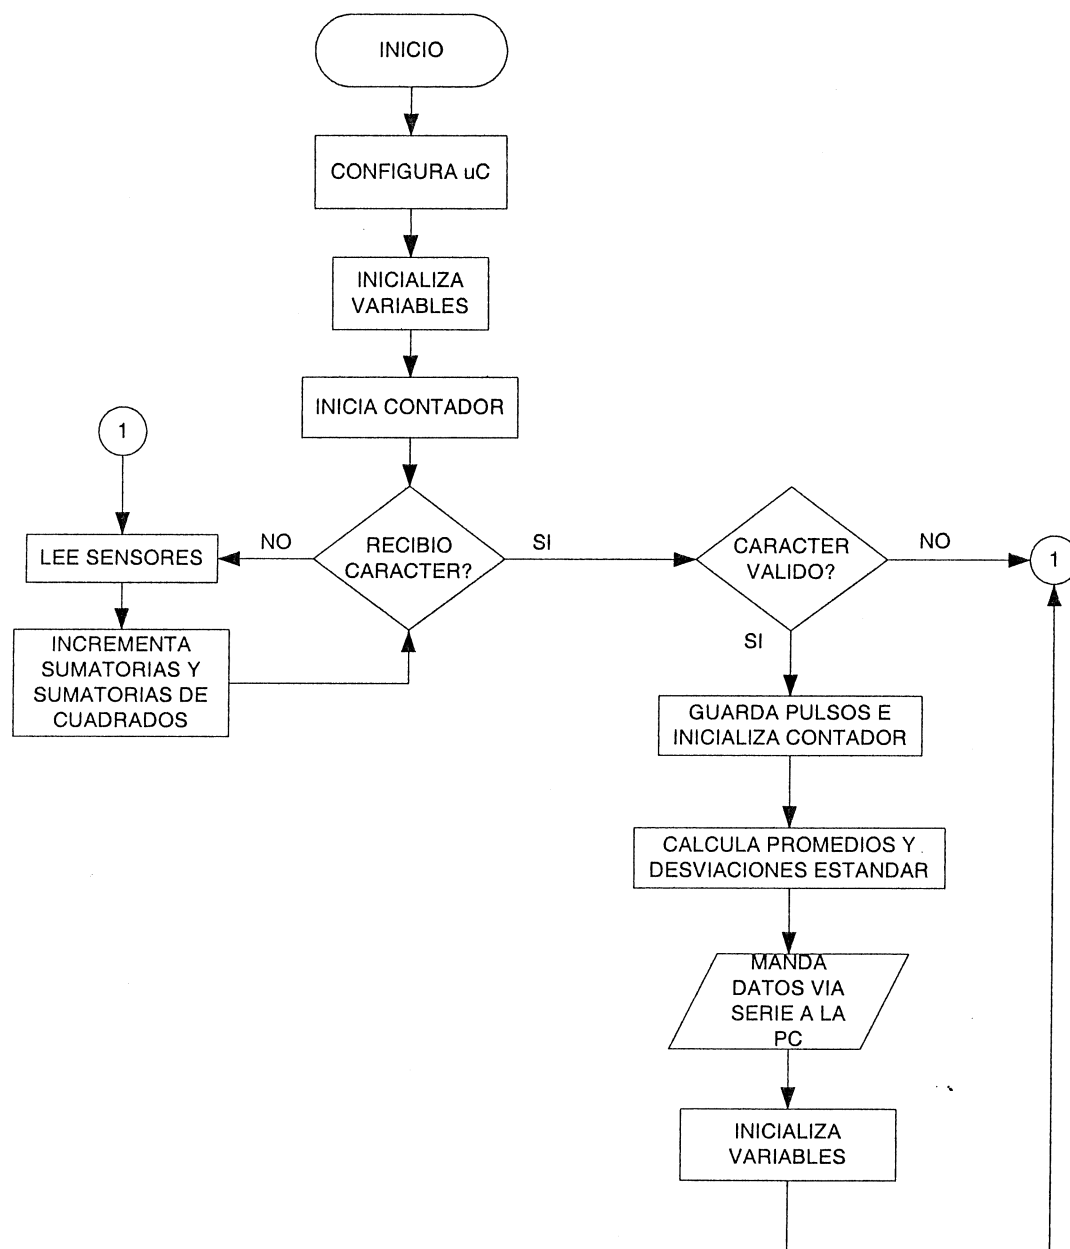 INICIO
CONFIGURA uC
INICIALIZA
VARIABLES
INICIA CONTADOR
1
LEE SENSORES
NO
RECIBIO
CARACTER?
SI
CARACTER
VALIDO?
NO
1
INCREMENTA
SUMATORIAS Y
SUMATORIAS DE
CUADRADOS
SI
GUARDA PULSOS E
INICIALIZA CONTADOR
CALCULA PROMEDIOS Y
DESVIACIONES ESTANDAR
MANDA
DATOS VIA
SERIE A LA
PC
INICIALIZA
VARIABLES